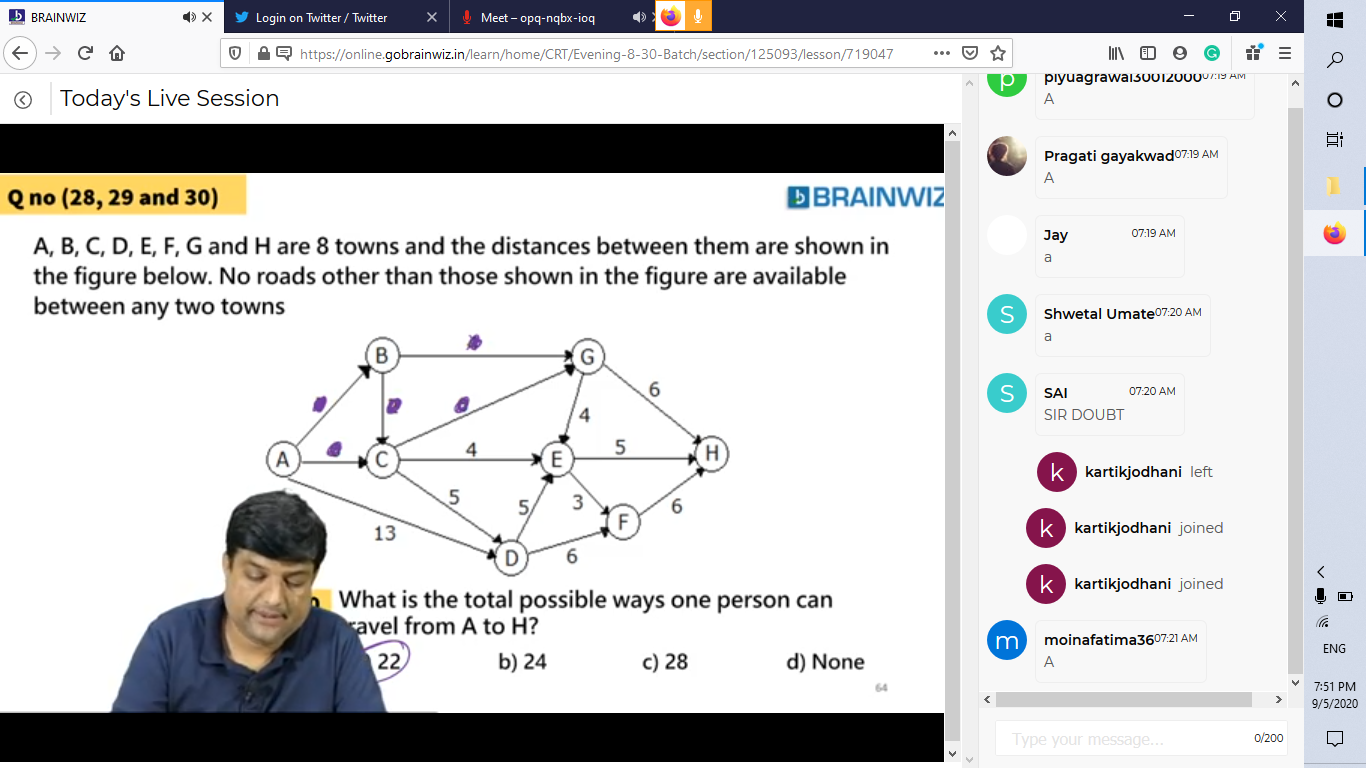 BRAINWIZ
Login on Twitter / Twitter
Meet – opq-nqbx-ioq
https://online.gobrainwiz.in/learn/home/CRT/Evening-8-30-Batch/section/125093/lesson/719047
Today's Live Session
Q no (28, 29 and 30)
BRAINWIZ
A, B, C, D, E, F, G and H are 8 towns and the distances between them are shown in
the figure below. No roads other than those shown in the figure are available
between any two towns
B
G
6
4
A
C
4
E
5
H
5
5
3
F
6
13
D
6
What is the total possible ways one person can
ravel from A to H?
22
b) 24
c) 28
d) None
64
p
piyuagrawal30012000 07:19 AM
A
Pragati gayakwad 07:19 AM
A
Jay 07:19 AM
a
S
Shwetal Umate 07:20 AM
a
S
SAI 07:20 AM
SIR DOUBT
k
kartikjodhani left
k
kartikjodhani joined
k
kartikjodhani joined
m
moinafatima36 07:21 AM
A
Type your message...
0/200
ENG
7:51 PM
9/5/2020